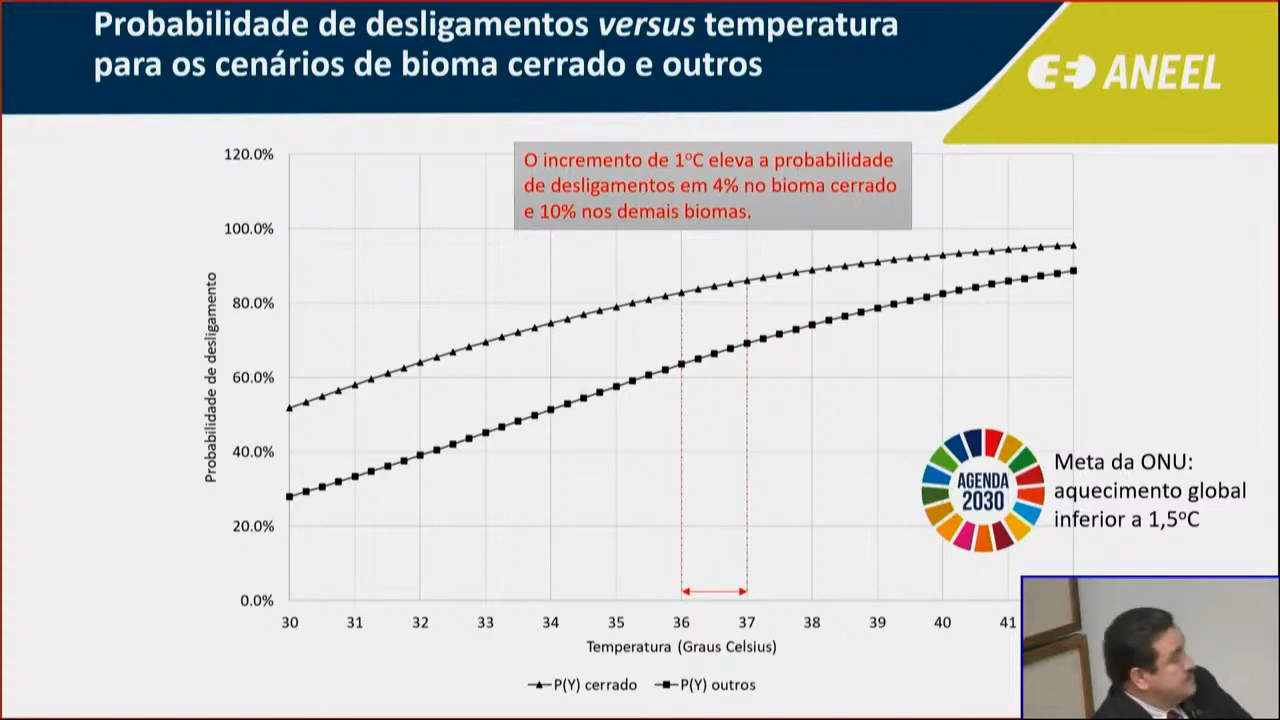 Probabilidade de desligamentos versus temperatura
para os cenários de bioma cerrado e outros
ANEEL
O incremento de 1ºC eleva a probabilidade
de desligamentos em 4% no bioma cerrado
e 10% nos demais biomas.
120.0%
100.0%
80.0%
60.0%
40.0%
20.0%
0.0%
Probabilidade de desligamento
30 31 32 33 34 35 36 37 38 39 40 41
Temperatura (Graus Celsius)
P(Y) cerrado P(Y) outros
AGENDA
2030
Meta da ONU:
aquecimento global
inferior a 1,5ºC